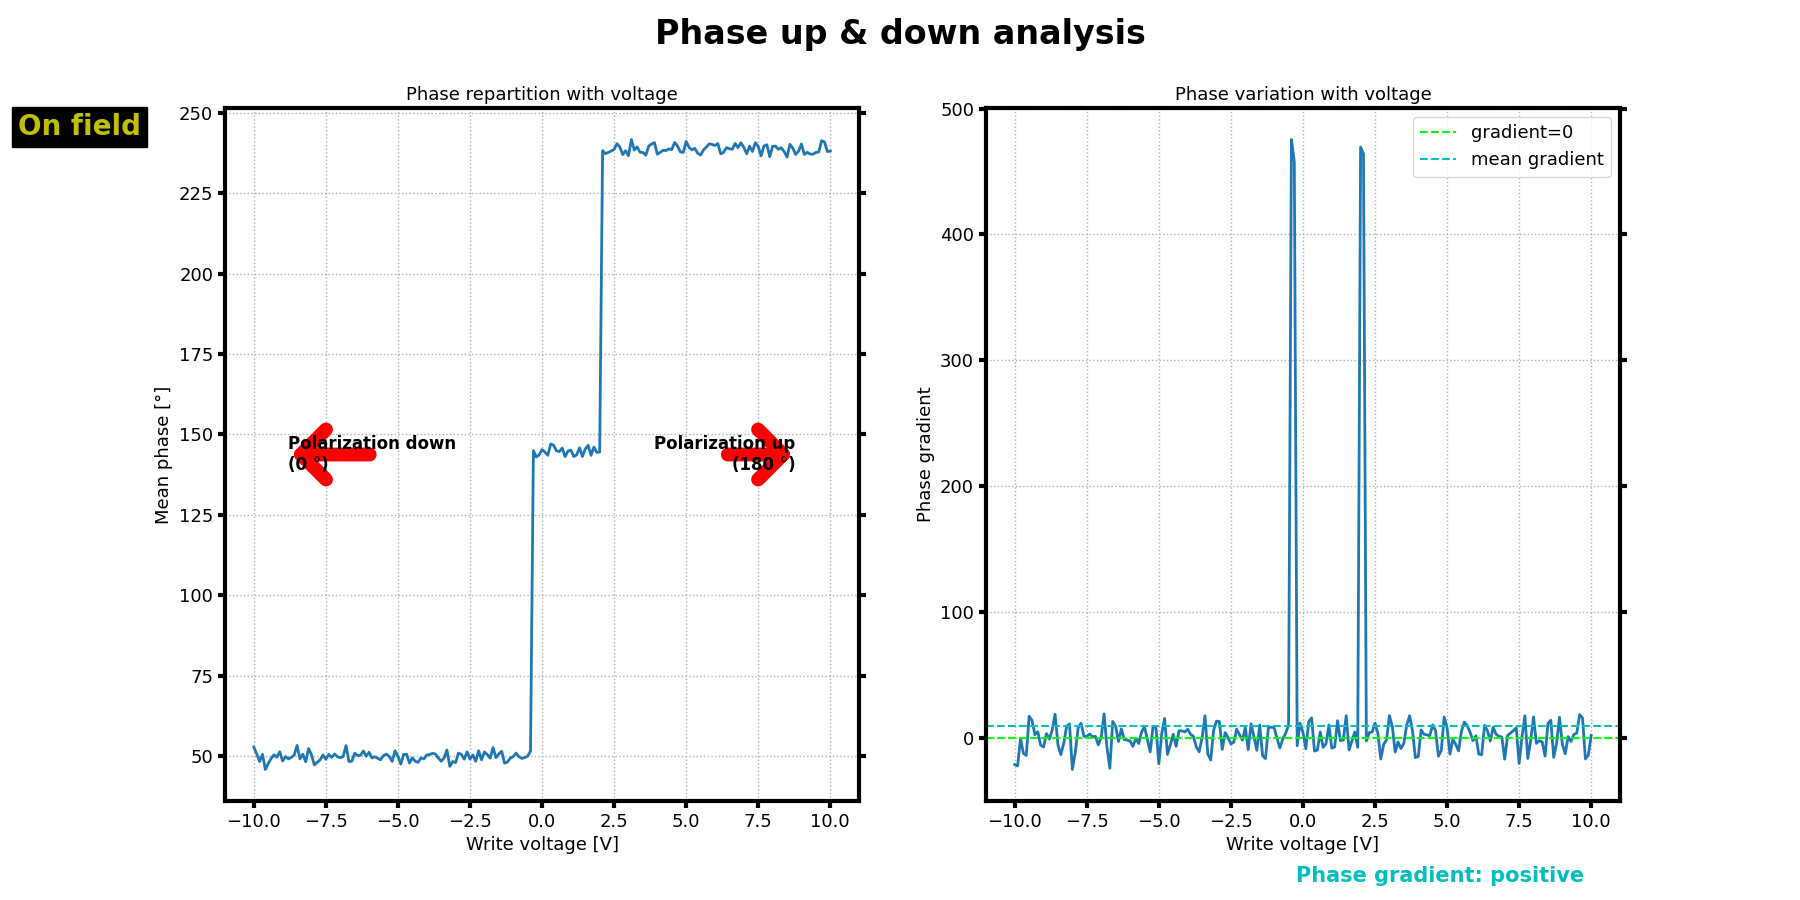 Phase up & down analysis
On field
Phase repartition with voltage
250
225
200
175
150
125
100
75
50
Mean phase [°]
Polarization down
(0 °)
Polarization up
(180 °)
−10.0
−7.5
−5.0
−2.5
0.0
2.5
5.0
7.5
10.0
Write voltage [V]
Phase variation with voltage
500
400
300
200
100
0
Phase gradient
gradient=0
mean gradient
−10.0
−7.5
−5.0
−2.5
0.0
2.5
5.0
7.5
10.0
Write voltage [V]
Phase gradient: positive